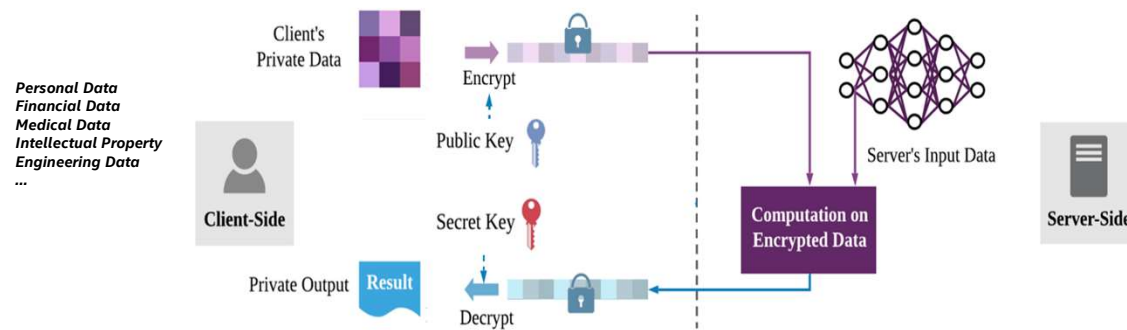 Personal Data
Financial Data
Medical Data
Intellectual Property
Engineering Data
...
Client-Side
Client's
Private Data
Encrypt
Public Key
Secret Key
Private Output
Result
Decrypt
Server's Input Data
Computation on
Encrypted Data
Server-Side